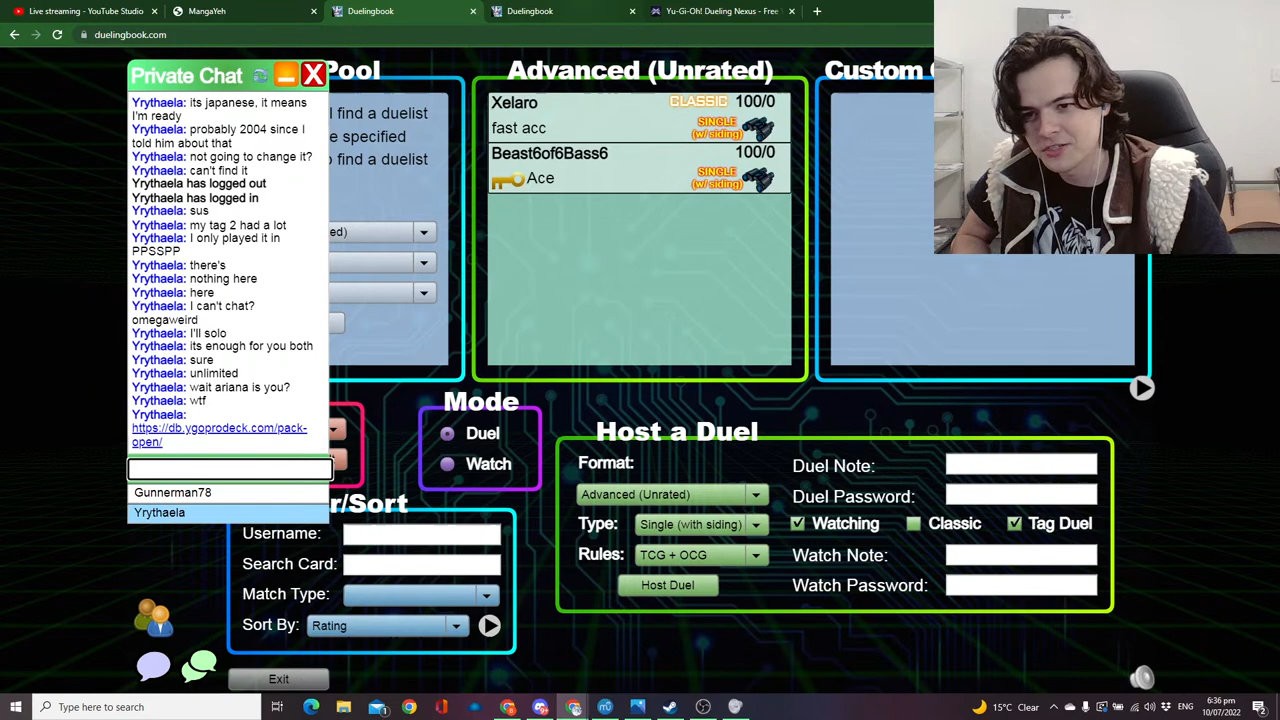 Live streaming - YouTube Studio
MangaYeh
Duelingbook
Duelingbook
Yu-Gi-Oh! Dueling Nexus - Free
duelingbook.com
Private Chat
Yrythaela: its japanese, it means
I'm ready
Yrythaela: probably 2004 since I
told him about that
Yrythaela: not going to change it?
Yrythaela: can't find it
Yrythaela has logged out
Yrythaela has logged in
Yrythaela: sus
Yrythaela: my tag 2 had a lot
Yrythaela: I only played it in
PPSSPP
Yrythaela: there's
Yrythaela: nothing here
Yrythaela: here
Yrythaela: I can't chat?
omegaweird
Yrythaela: I'll solo
Yrythaela: its enough for you both
Yrythaela: sure
Yrythaela: unlimited
Yrythaela: wait ariana is you?
Yrythaela: wtf
Yrythaela:
https://db.ygoprodeck.com/pack-
open/
Gunnerman78
Yrythaela
Pool
l find a duelist
e specified
o find a duelist
ed)
Advanced (Unrated)
Xelaro CLASSIC 100/0
fast acc SINGLE
(w/ siding)
Beast6of6Bass6 100/0
Ace SINGLE
(w/ siding)
Custom
Mode
Duel
Watch
r/Sort
Username:
Search Card:
Match Type:
Sort By: Rating
Exit
Host a Duel
Format:
Advanced (Unrated)
Type: Single (with siding)
Rules: TCG + OCG
Host Duel
Duel Note:
Duel Password:
Watching Classic Tag Duel
Watch Note:
Watch Password:
Type here to search
15°C Clear
6:36 pm
10/07/2022